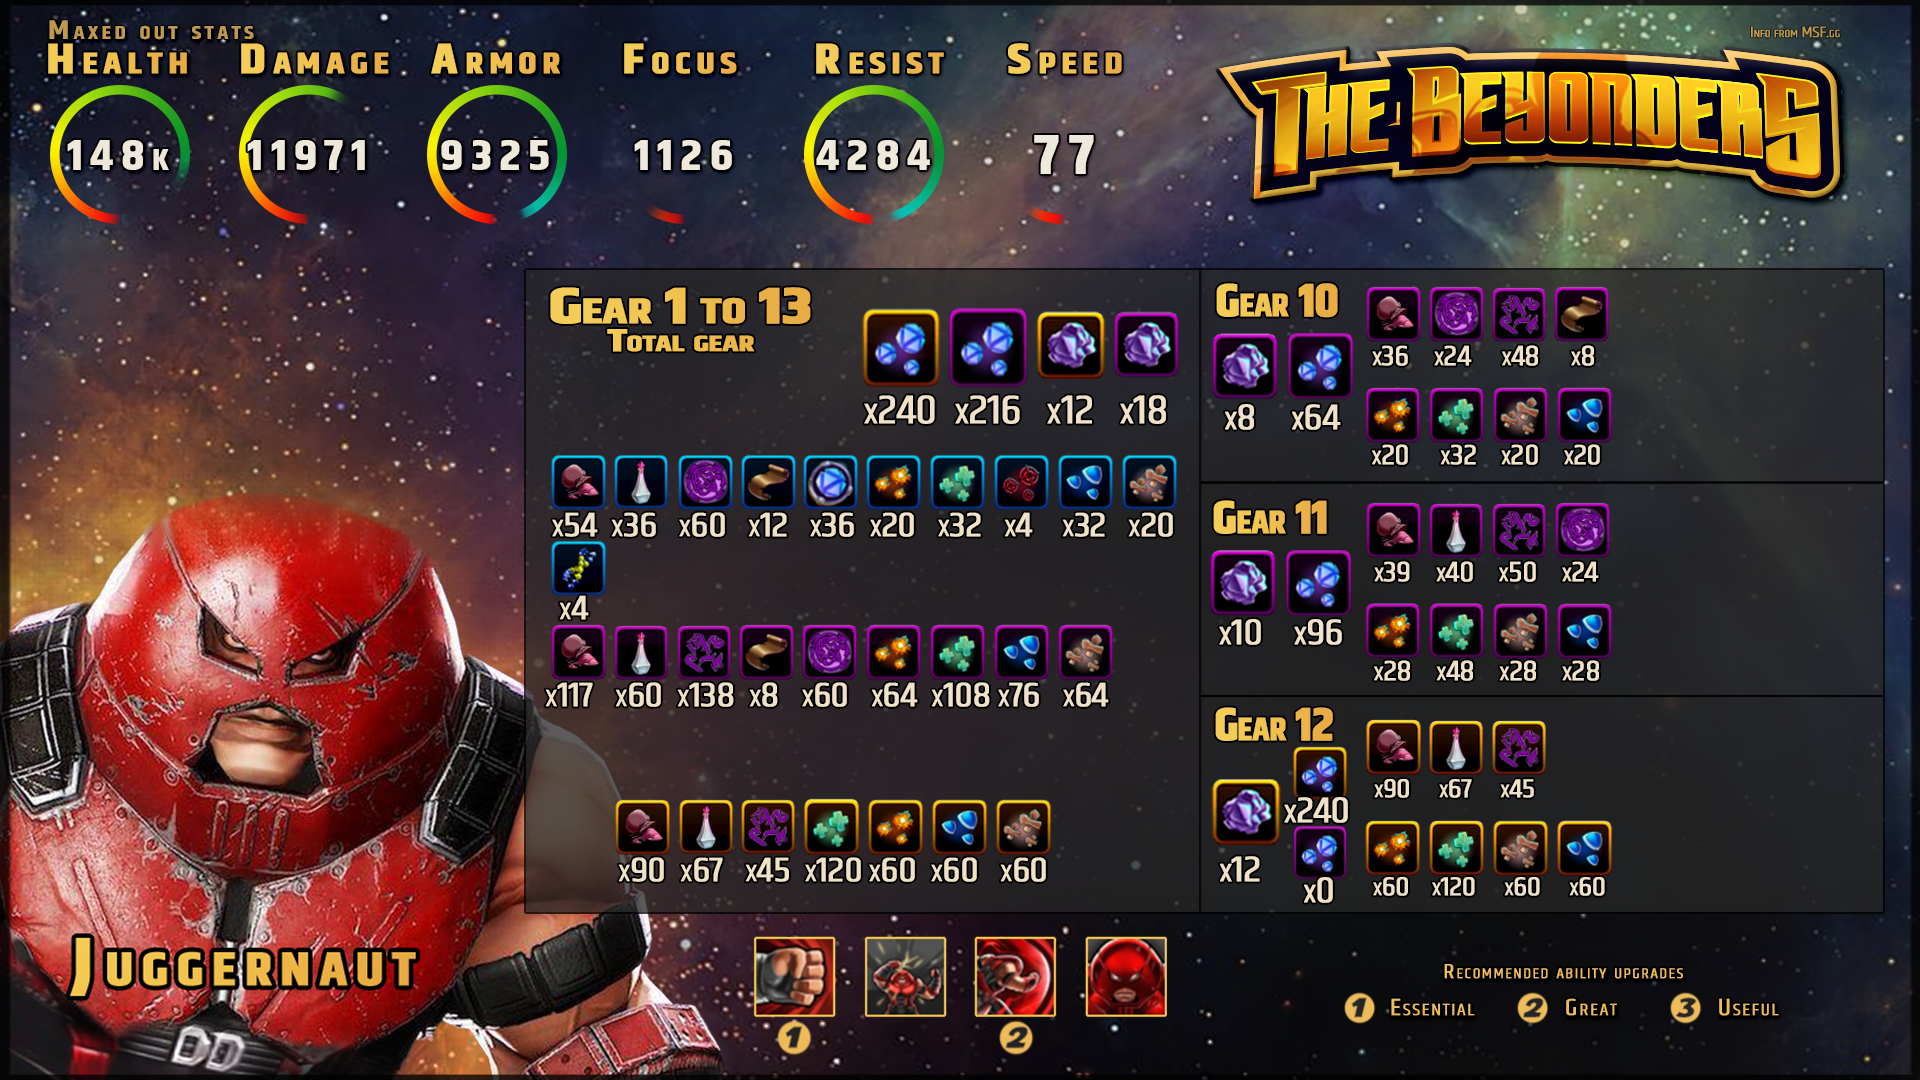 Maxed out stats
Health Damage Armor Focus Resist Speed
148k 11971 9325 1126 4284 77
Info from MSF.gg
The Beyonders
Gear 1 to 13
Total gear
x240 x216 x12 x18
x54 x36 x60 x12 x36 x20 x32 x4 x32 x20
x4
x117 x60 x138 x8 x60 x64 x108 x76 x64
x90 x67 x45 x120 x60 x60 x60
Gear 10
x8 x64
x36 x24 x48 x8
x20 x32 x20 x20
Gear 11
x10 x96
x39 x40 x50 x24
x28 x48 x28 x28
Gear 12
x240
x12
x0
x90 x67 x45
x60 x120 x60 x60
Juggernaut
1 2
Recommended ability upgrades
1 Essential 2 Great 3 Useful